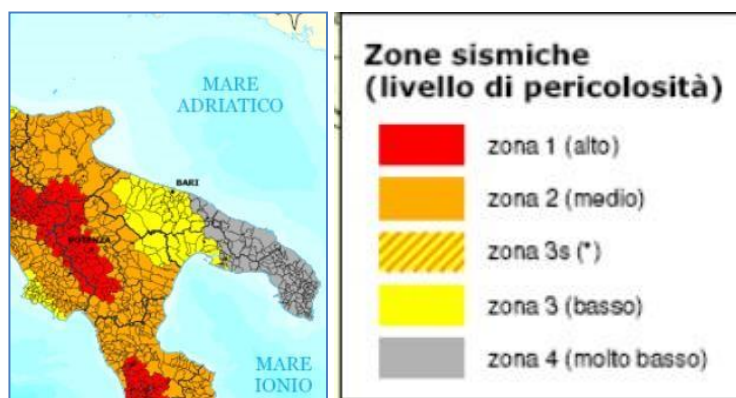 MARE
ADRIATICO
BARI
POTENZA
MARE
IONIO
Zone sismiche
(livello di pericolosità)
zona 1 (alto)
zona 2 (medio)
zona 3s (*)
zona 3 (basso)
zona 4 (molto basso)